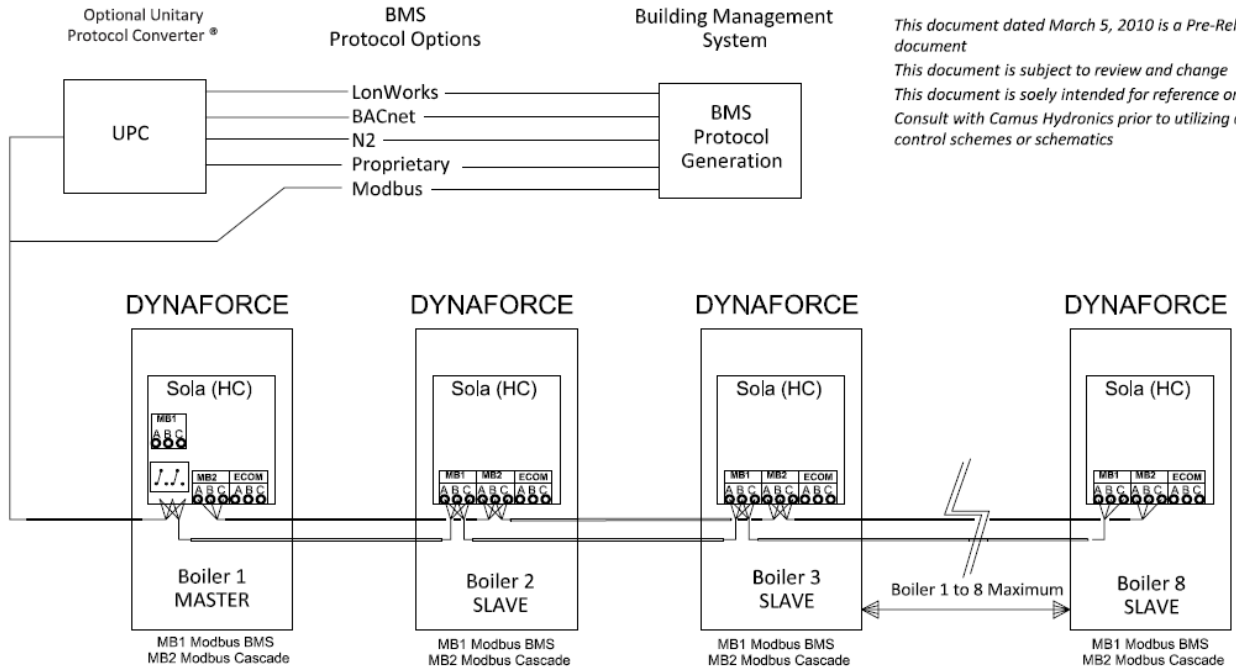 Optional Unitary
Protocol Converter ®
BMS
Protocol Options
Building Management
System
This document dated March 5, 2010 is a Pre-Rel
document
This document is subject to review and change
This document is soely intended for reference or
Consult with Camus Hydronics prior to utilizing
control schemes or schematics
UPC
LonWorks
BACnet
N2
Proprietary
Modbus
BMS
Protocol
Generation
DYNAFORCE
DYNAFORCE
DYNAFORCE
DYNAFORCE
Sola (HC)
MB1
A B C
MB2 ECOM
A B C A B C
Sola (HC)
MB1 MB2 ECOM
A B C A B C A B C
Sola (HC)
MB1 MB2 ECOM
A B C A B C A B C
Sola (HC)
MB1 MB2 ECOM
A B C A B C A B C
Boiler 1
MASTER
Boiler 2
SLAVE
Boiler 3
SLAVE
Boiler 1 to 8 Maximum
Boiler 8
SLAVE
MB1 Modbus BMS
MB2 Modbus Cascade
MB1 Modbus BMS
MB2 Modbus Cascade
MB1 Modbus BMS
MB2 Modbus Cascade
MB1 Modbus BMS
MB2 Modbus Cascade